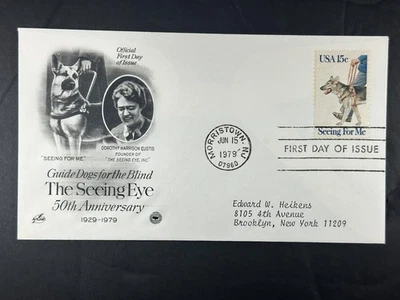 Official
First Day
of Issue
DOROTHY HARRISON EUSTIS
FOUNDER OF
"THE SEEING EYE, INC."
"SEEING FOR ME."
Guide Dogs for the Blind
The Seeing Eye
50th Anniversary
1929-1979
USA 15c
Seeing For Me
MORRISTOWN, NJ
JUN 15
1979
07960
FIRST DAY OF ISSUE
Edward W. Heikens
8105 4th Avenue
Brooklyn, New York 11209